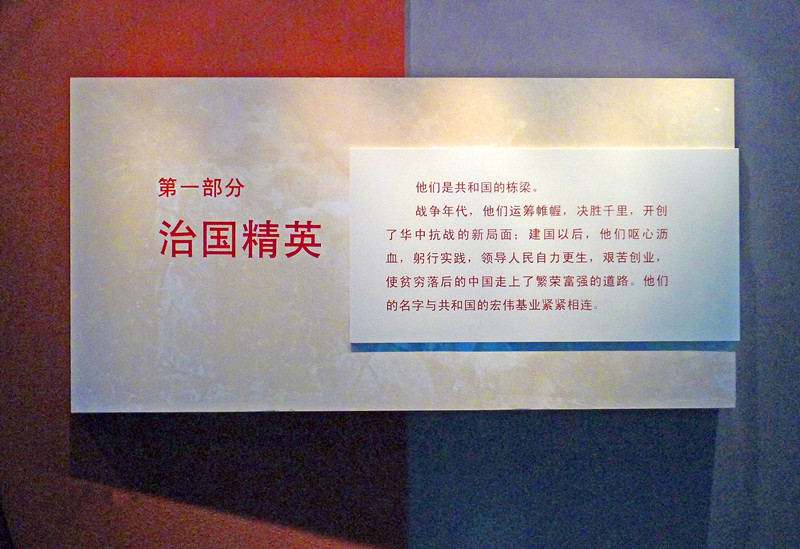 第一部分
治国精英
他们是共和国的栋梁。
战争年代，他们运筹帷幄，决胜千里，开创
了华中抗战的新局面；建国以后，他们呕心沥
血，躬行实践，领导人民自力更生，艰苦创业，
使贫穷落后的中国走上了繁荣富强的道路。他们
的名字与共和国的宏伟基业紧紧相连。